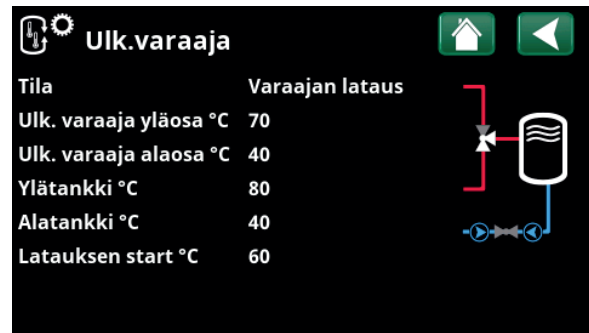 Ulk.varaaja
Tila Varaajan lataus
Ulk. varaaja yläosa °C 70
Ulk. varaaja alaosa °C 40
Ylätankki °C 80
Alatankki °C 40
Latauksen start °C 60